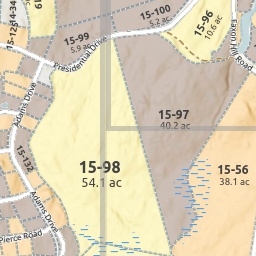 15-100
5.2 ac
15-96
10.6 ac
15-99
5.9 ac
Presidential Drive
Hill Road
15-97
40.2 ac
Adams Drive
15-132
15-98
54.1 ac
15-56
38.1 ac
Adams Drive
Pierce Road